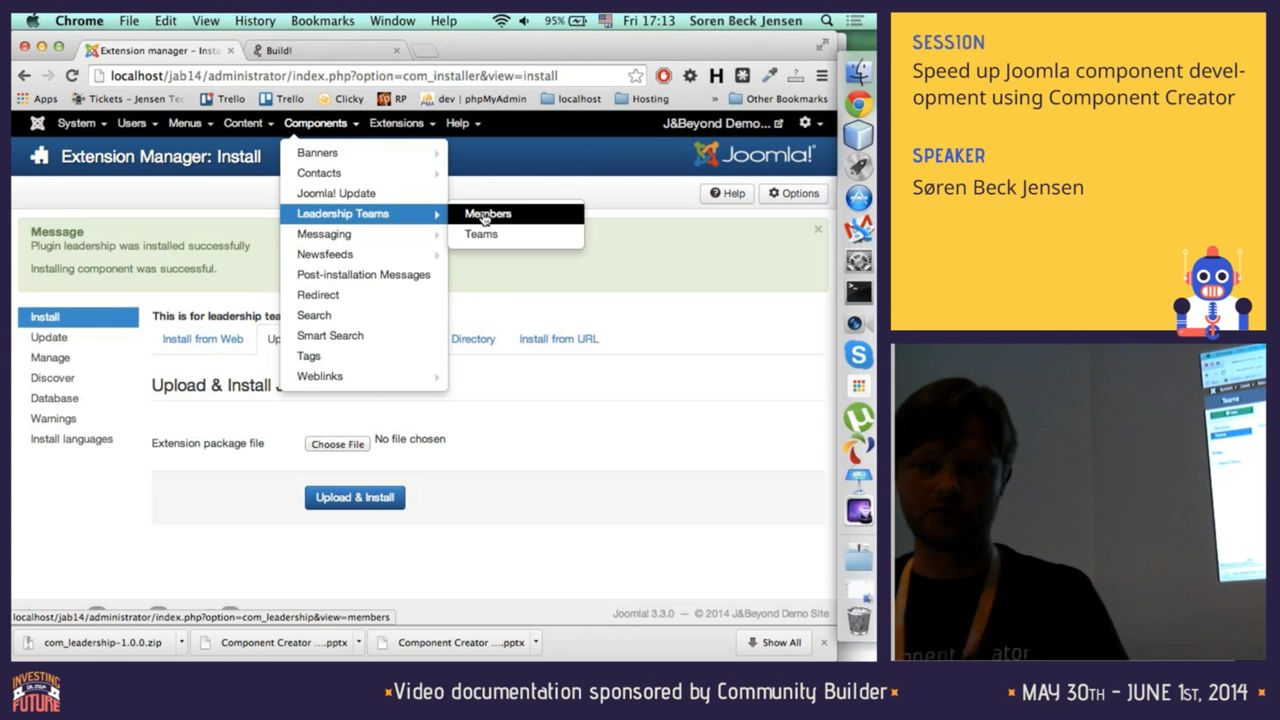 Chrome File Edit View History Bookmarks Window Help 95% Fri 17:13 Soren Beck Jensen
Extension manager – Insta Build!
localhost/jab14/administrator/index.php?option=com_installer&view=install
Apps Tickets – Jensen Te Trello Trello Clicky RP dev | phpMyAdmin localhost Hosting » Other Bookmarks
System Users Menus Content Components Extensions Help J&Beyond Demo...
Extension Manager: Install Joomla!®
Help Options
Message
Plugin leadership was installed successfully
Installing component was successful.
Banners
Contacts
Joomla! Update
Leadership Teams
Messaging
Newsfeeds
Post-installation Messages
Redirect
Search
Smart Search
Tags
Weblinks
Members
Teams
Install
Update
Manage
Discover
Database
Warnings
Install languages
This is for leadership tea
Install from Web Up Directory Install from URL
Upload & Install
Extension package file Choose File No file chosen
Upload & Install
localhost/jab14/administrator/index.php?option=com_leadership&view=members
Joomla! 3.3.0 — © 2014 J&Beyond Demo Site
com_leadership-1.0.0.zip Component Creator ....pptx Component Creator ....pptx Show All
SESSION
Speed up Joomla component devel-
opment using Component Creator
SPEAKER
Søren Beck Jensen
Teams
onent ator
INVESTING
IN OUR
FUTURE
Video documentation sponsored by Community Builder
MAY 30TH - JUNE 1ST, 2014